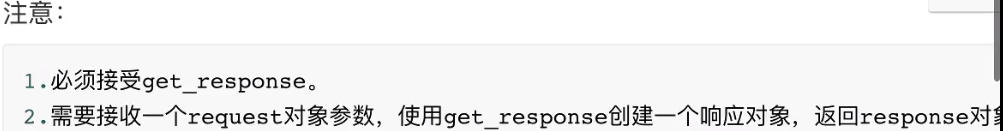 注意：
1.必须接受get_response。
2.需要接收一个request对象参数，使用get_response创建一个响应对象，返回response对